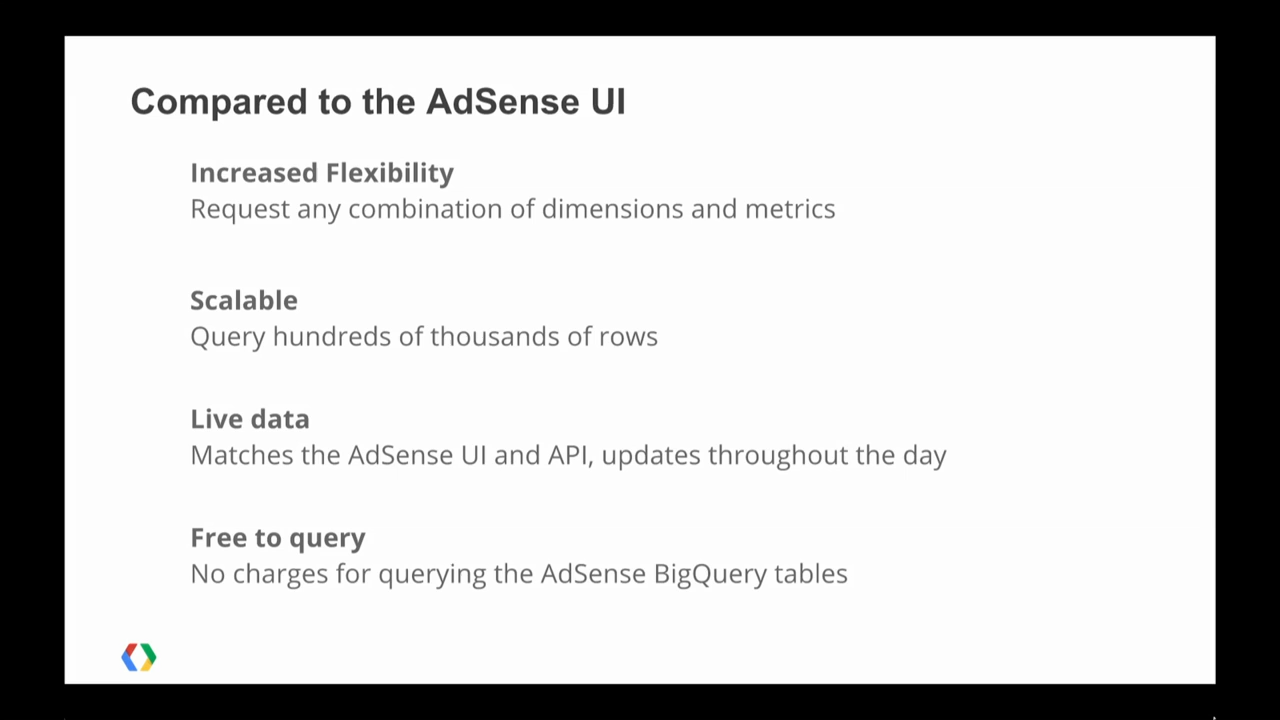 Compared to the AdSense UI
Increased Flexibility
Request any combination of dimensions and metrics
Scalable
Query hundreds of thousands of rows
Live data
Matches the AdSense UI and API, updates throughout the day
Free to query
No charges for querying the AdSense BigQuery tables